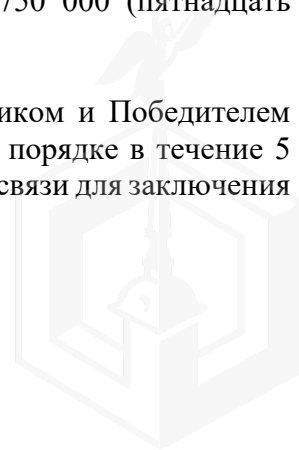 750 000 (пятнадцать
иком и Победителем
порядке в течение 5
связи для заключения